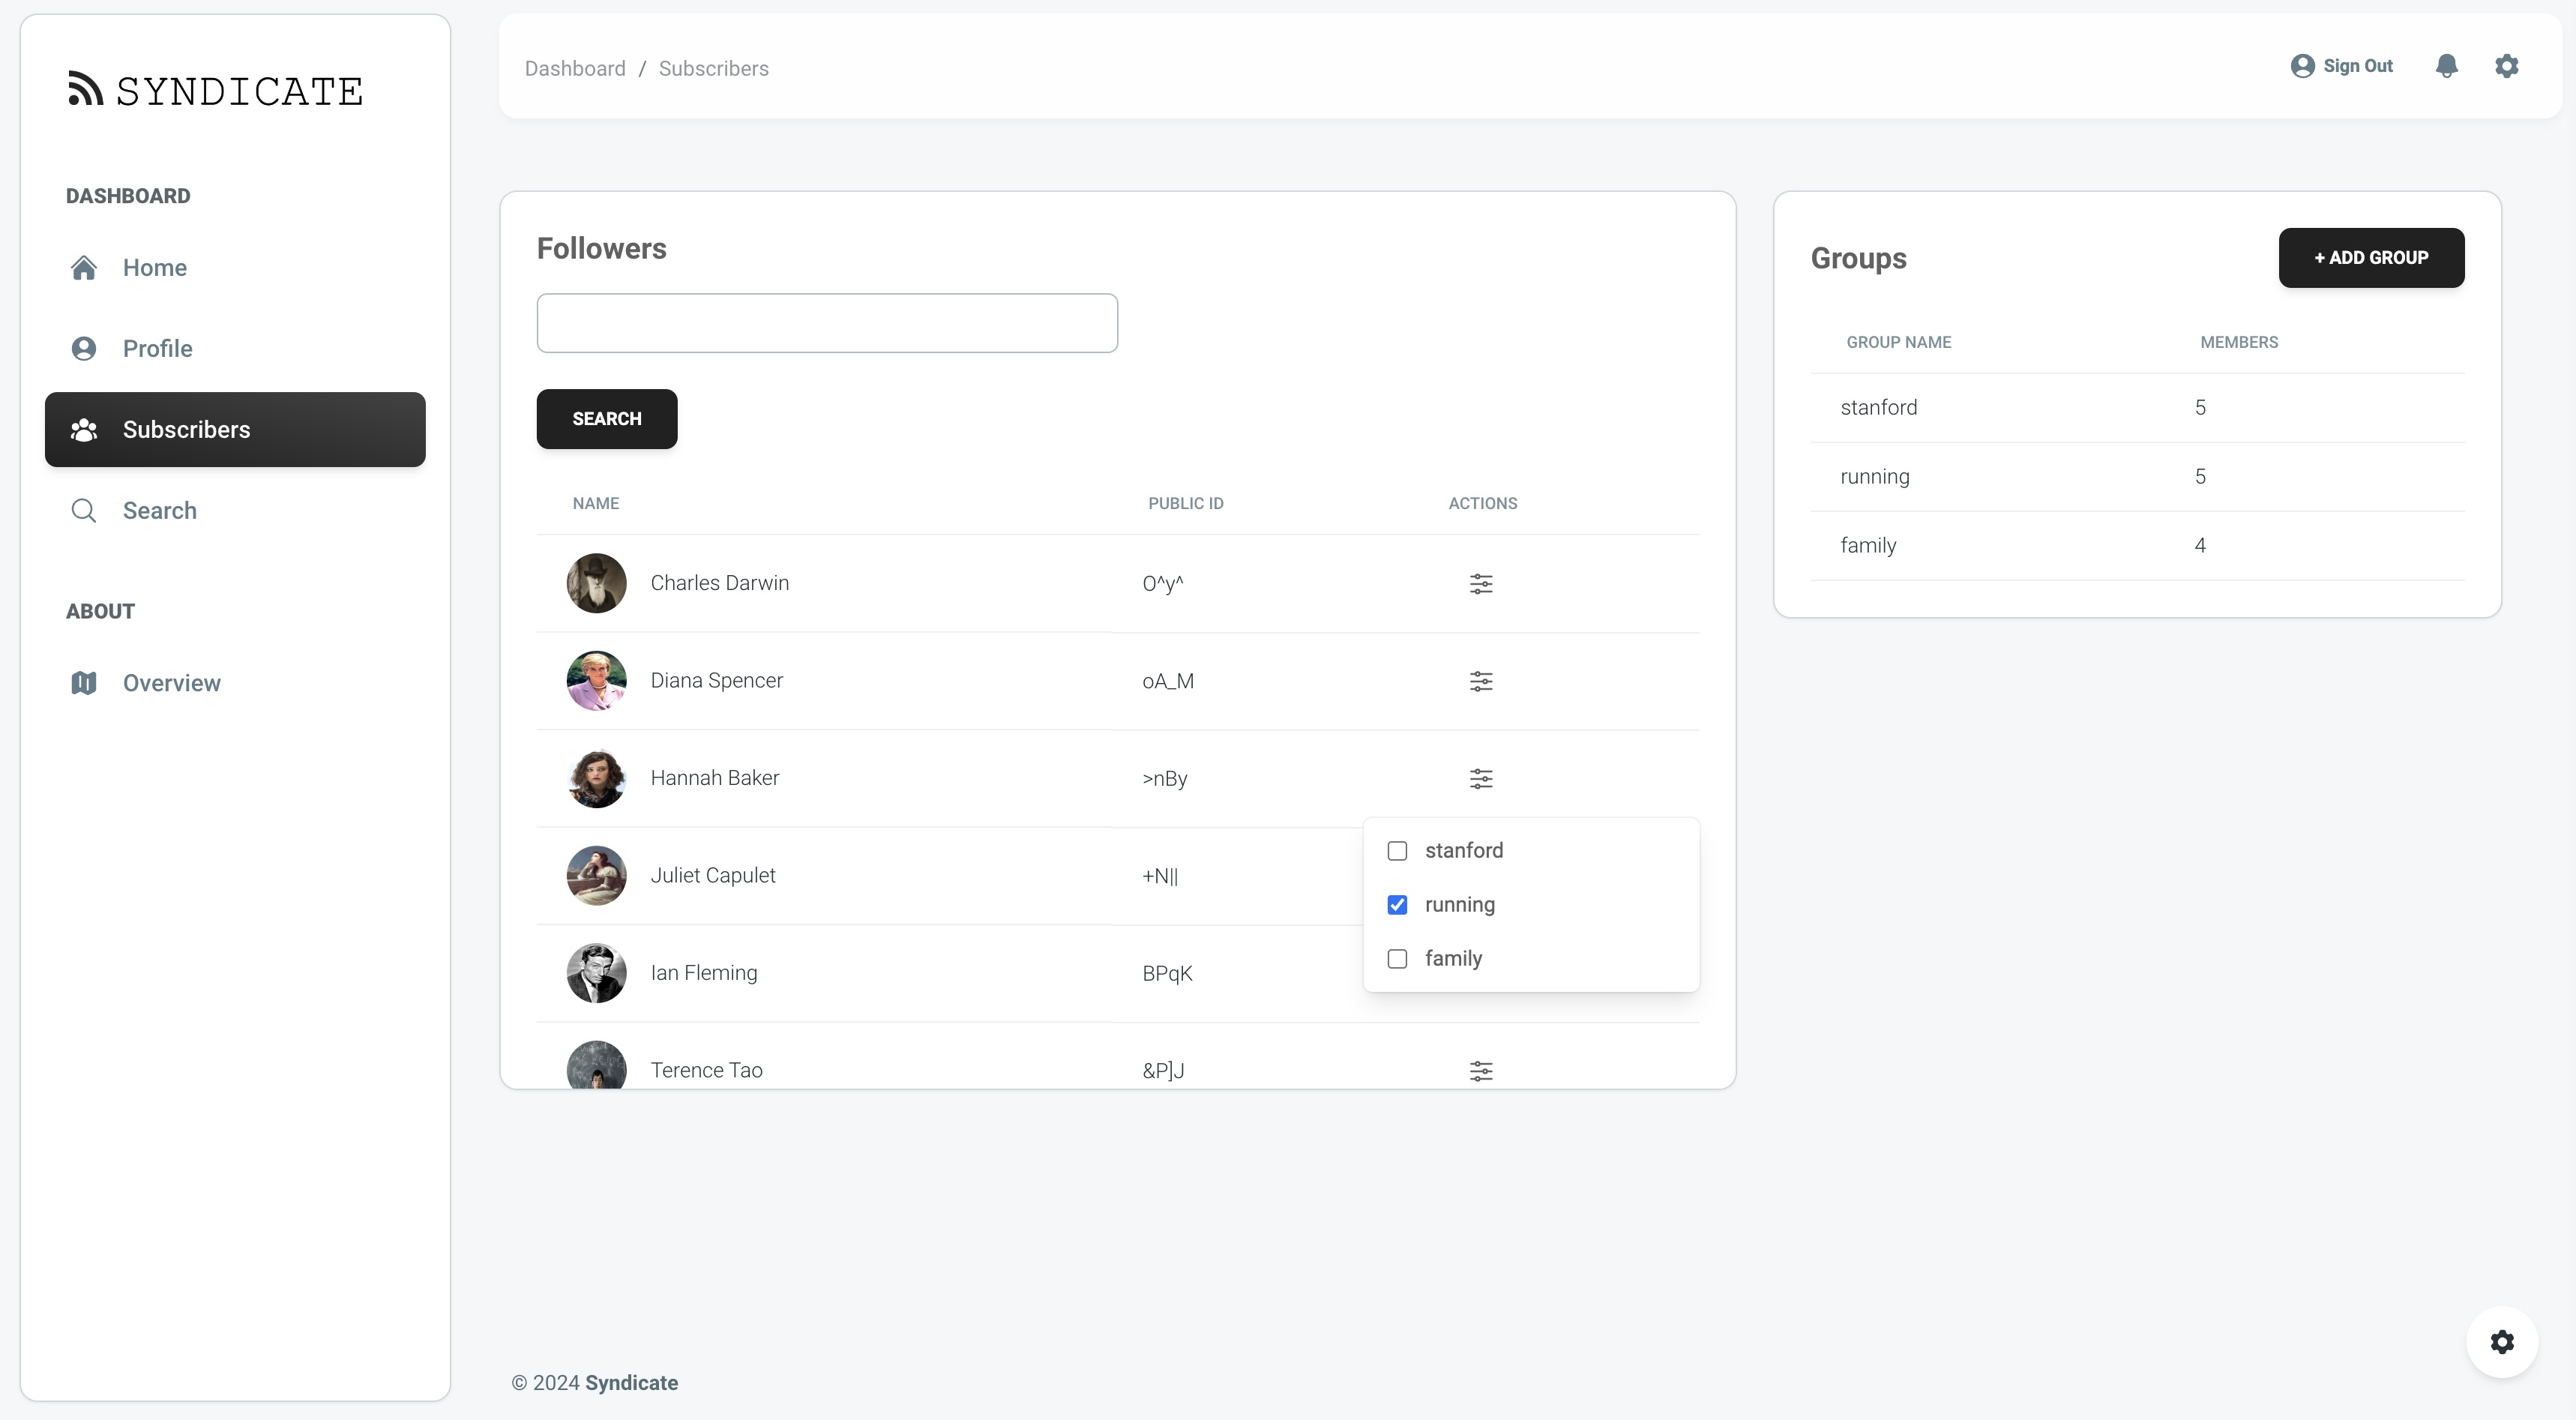 SYNDICATE
DASHBOARD
Home
Profile
Subscribers
Search
ABOUT
Overview
Dashboard / Subscribers
Sign Out
Followers
SEARCH
NAME PUBLIC ID ACTIONS
Charles Darwin O^y^
Diana Spencer oA_M
Hannah Baker >nBy
Juliet Capulet +N||
Ian Fleming BPqK
Terence Tao &P]J
stanford
running
family
Groups
+ ADD GROUP
GROUP NAME MEMBERS
stanford 5
running 5
family 4
© 2024 Syndicate